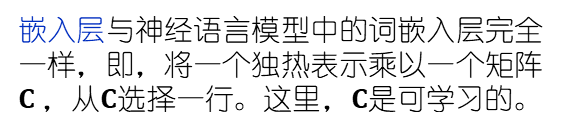 嵌入层与神经语言模型中的词嵌入层完全
一样，即，将一个独热表示乘以一个矩阵
C ，从C选择一行。这里，C是可学习的。